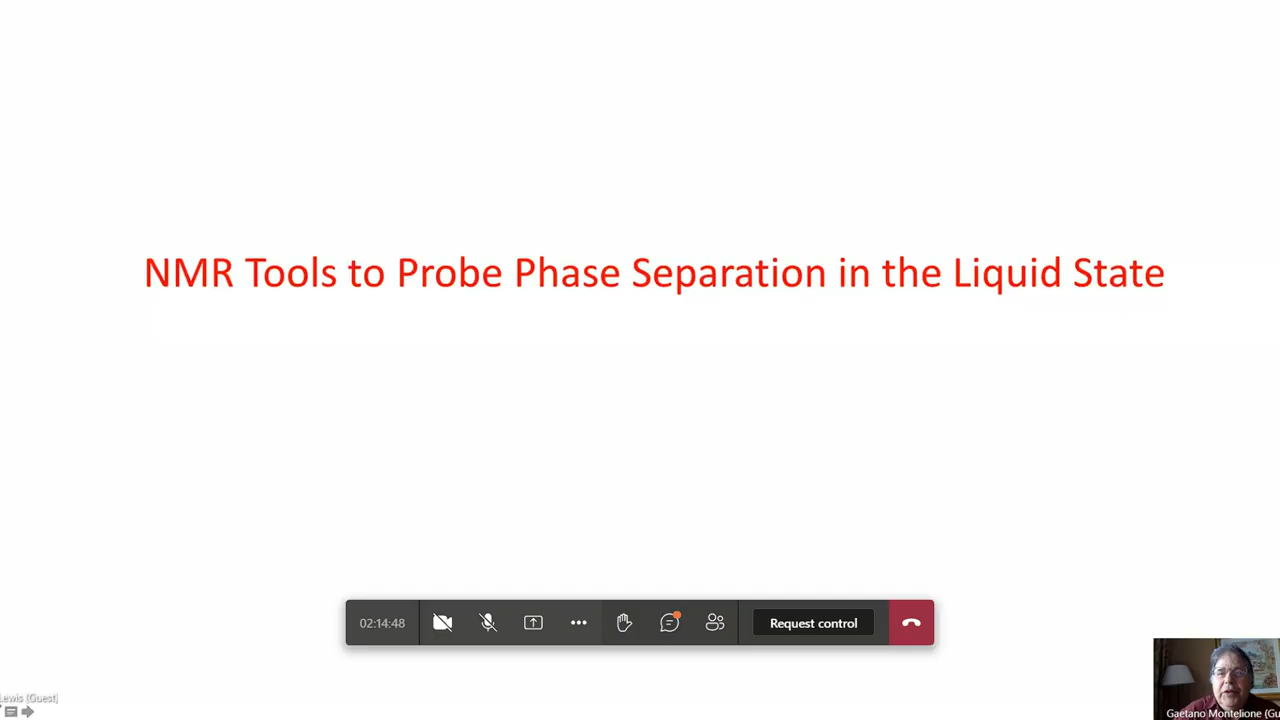 NMR Tools to Probe Phase Separation in the Liquid State
02:14:48
Request control
Lewis (Guest)
Gaetano Montelione (Gu